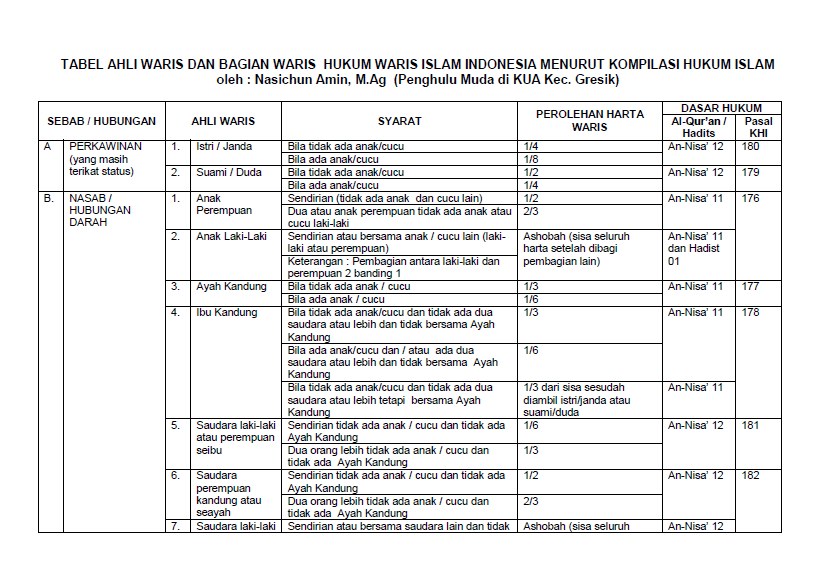 TABEL AHLI WARIS DAN BAGIAN WARIS HUKUM WARIS ISLAM INDONESIA MENURUT KOMPILASI HUKUM ISLAM
oleh : Nasichun Amin, M.Ag (Penghulu Muda di KUA Kec. Gresik)
SEBAB / HUBUNGAN
AHLI WARIS
SYARAT
PEROLEHAN HARTA
WARIS
DASAR HUKUM
Al-Qur'an /
Hadits
Pasal
KHI
A
PERKAWINAN
(yang masih
terikat status)
1. Istri / Janda
Bila tidak ada anak/cucu
1/4
An-Nisa' 12
180
Bila ada anak/cucu
1/8
2. Suami / Duda
Bila tidak ada anak/cucu
1/2
An-Nisa' 12
179
Bila ada anak/cucu
1/4
B.
NASAB /
HUBUNGAN
DARAH
1. Anak
Perempuan
Sendirian (tidak ada anak dan cucu lain)
1/2
An-Nisa' 11
176
Dua atau anak perempuan tidak ada anak atau
cucu laki-laki
2/3
2. Anak Laki-Laki
Sendirian atau bersama anak / cucu lain (laki-
laki atau perempuan)
Keterangan : Pembagian antara laki-laki dan
perempuan 2 banding 1
Ashobah (sisa seluruh
harta setelah dibagi
pembagian lain)
An-Nisa' 11
dan Hadist
01
3. Ayah Kandung
Bila tidak ada anak / cucu
1/3
An-Nisa' 11
177
Bila ada anak / cucu
1/6
4. Ibu Kandung
Bila tidak ada anak/cucu dan tidak ada dua
saudara atau lebih dan tidak bersama Ayah
Kandung
1/3
An-Nisa' 11
178
Bila ada anak/cucu dan / atau ada dua
saudara atau lebih dan tidak bersama Ayah
Kandung
1/6
Bila tidak ada anak/cucu dan tidak ada dua
saudara atau lebih tetapi bersama Ayah
Kandung
1/3 dari sisa sesudah
diambil istri/janda atau
suami/duda
An-Nisa' 11
5. Saudara laki-laki
atau perempuan
seibu
Sendirian tidak ada anak / cucu dan tidak ada
Ayah Kandung
1/6
An-Nisa' 12
181
Dua orang lebih tidak ada anak / cucu dan
tidak ada Ayah Kandung
1/3
6. Saudara
perempuan
kandung atau
seayah
Sendirian tidak ada anak / cucu dan tidak ada
Ayah Kandung
1/2
An-Nisa' 12
182
Dua orang lebih tidak ada anak / cucu dan
tidak ada Ayah Kandung
2/3
7. Saudara laki-laki
Sendirian atau bersama saudara lain dan tidak
Ashobah (sisa seluruh
An-Nisa' 12